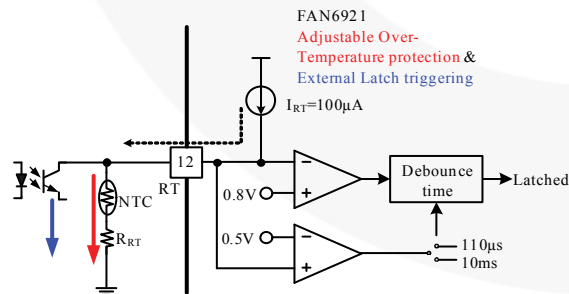 FAN6921
Adjustable Over-
Temperature protection &
External Latch triggering
I_RT=100μA
12
RT
NTC
R_RT
0.8V
0.5V
−
+
−
+
Debounce
time
Latched
110μs
10ms